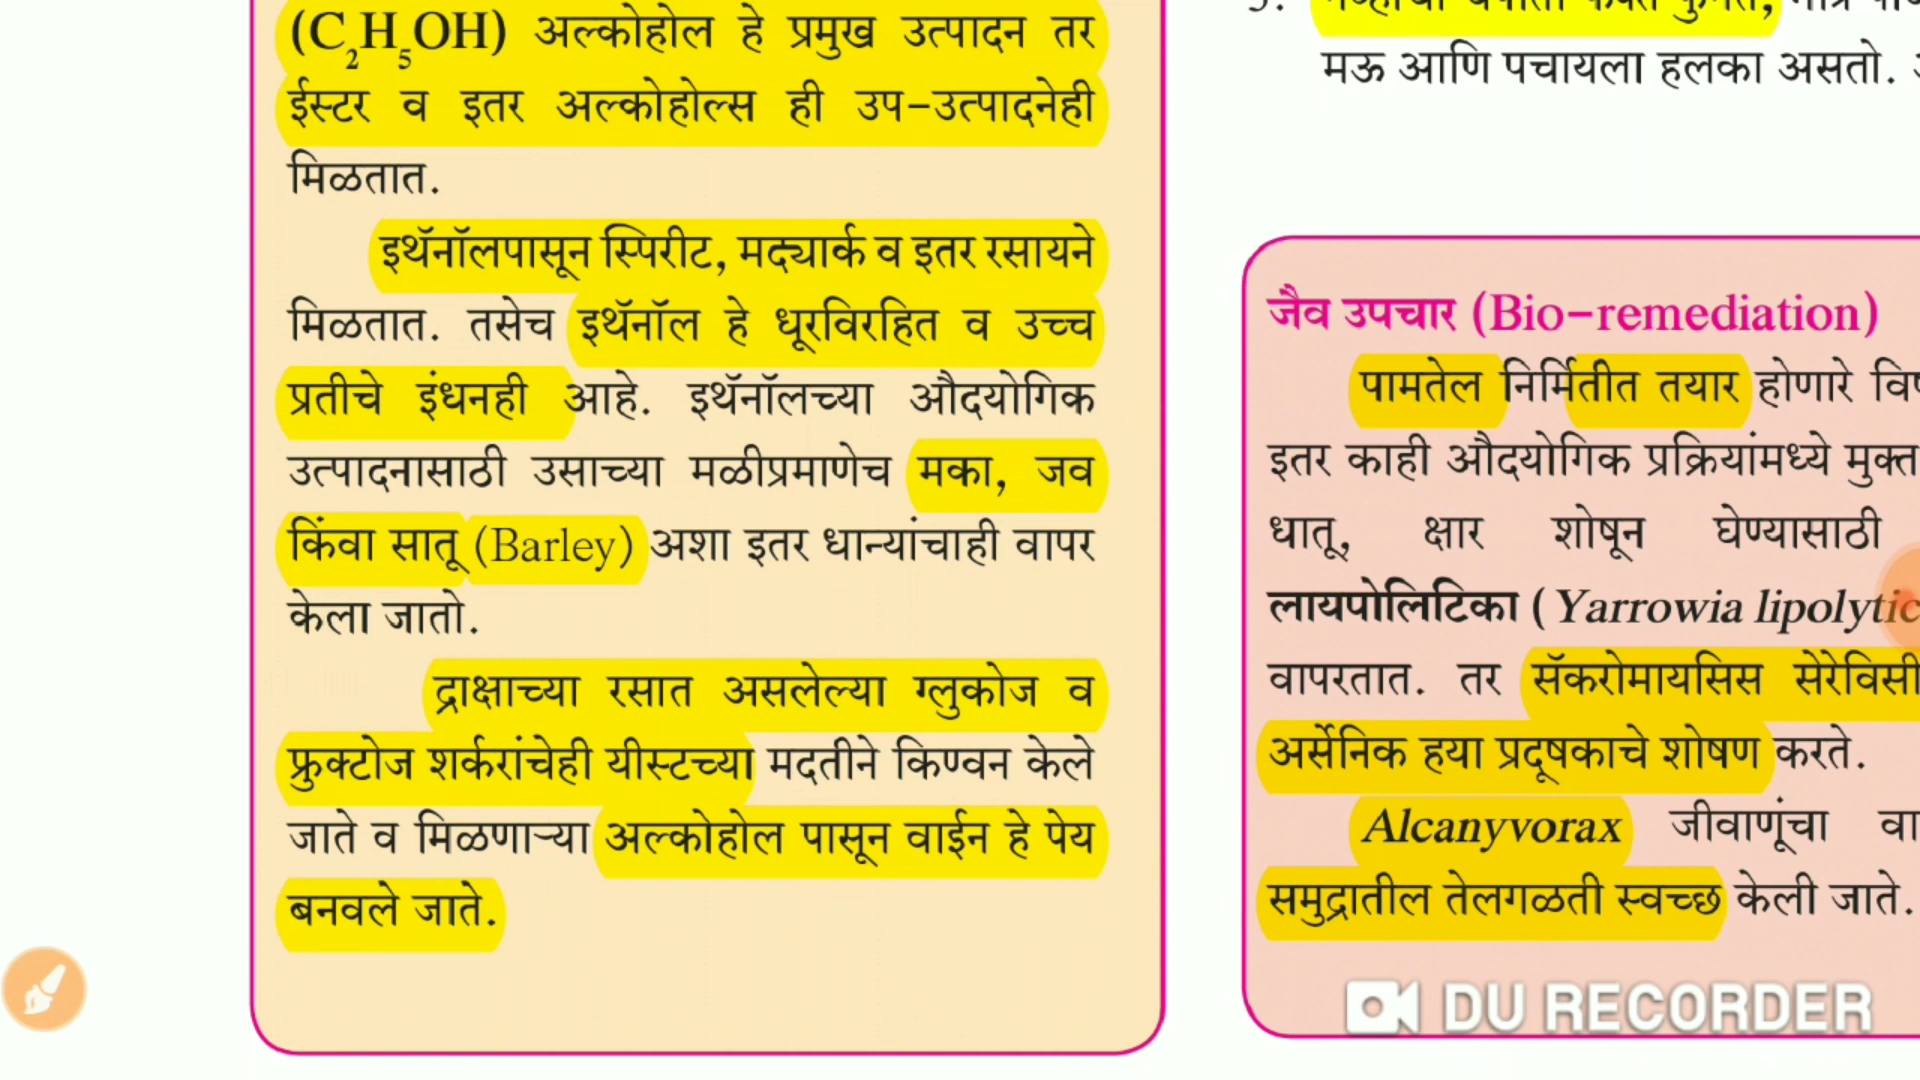 (C₂H₅OH) अल्कोहोल हे प्रमुख उत्पादन तर
ईस्टर व इतर अल्कोहोल्स ही उप-उत्पादनेही
मिळतात.
इथॅनॉलपासून स्पिरीट, मद्यार्क व इतर रसायने
मिळतात. तसेच इथॅनॉल हे धूरविरहित व उच्च
प्रतीचे इंधनही आहे. इथॅनॉलच्या औदयोगिक
उत्पादनासाठी उसाच्या मळीप्रमाणेच मका, जव
किंवा सातू (Barley) अशा इतर धान्यांचाही वापर
केला जातो.
द्राक्षाच्या रसात असलेल्या ग्लुकोज व
फ्रुक्टोज शर्करांचेही यीस्टच्या मदतीने किण्वन केले
जाते व मिळणाऱ्या अल्कोहोल पासून वाईन हे पेय
बनवले जाते.
मऊ आणि पचायला हलका असतो.
जैव उपचार (Bio-remediation)
पामतेल निर्मितीत तयार होणारे
इतर काही औदयोगिक प्रक्रियांमध्ये मुक्त
धातू, क्षार शोषून घेण्यासाठी
लायपोलिटिका (Yarrowia lipolytic
वापरतात. तर सॅकरोमायसिस सेरेविसी
अर्सेनिक हया प्रदूषकाचे शोषण करते.
Alcanyvorax जीवाणूंचा वा
समुद्रातील तेलगळती स्वच्छ केली जाते.
DU RECORDER